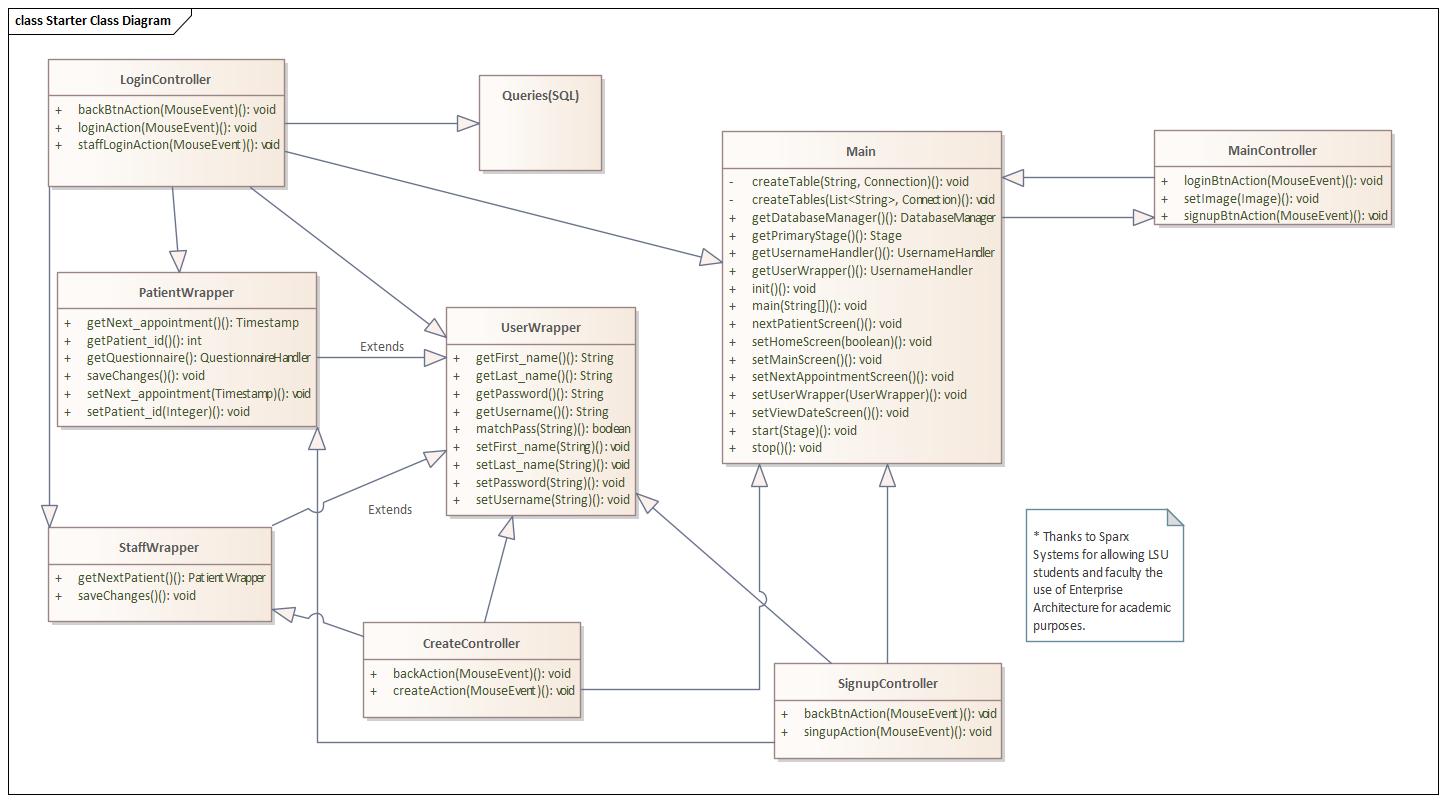 class Starter Class Diagram
LoginController
+ backBtnAction(MouseEvent)(): void
+ loginAction(MouseEvent)(): void
+ staffLoginAction(MouseEvent)(): void
Queries(SQL)
Main
- createTable(String, Connection)(): void
- createTables(List<String>, Connection)(): void
+ getDatabaseManager()(): DatabaseManager
+ getPrimaryStage()(): Stage
+ getUsernameHandler()(): UsernameHandler
+ getUserWrapper()(): UsernameHandler
+ init()(): void
+ main(String[])(): void
+ nextPatientScreen()(): void
+ setHomeScreen(boolean)(): void
+ setMainScreen()(): void
+ setNextAppointmentScreen()(): void
+ setUserWrapper(UserWrapper)(): void
+ setViewDateScreen()(): void
+ start(Stage)(): void
+ stop()(): void
MainController
+ loginBtnAction(MouseEvent)(): void
+ setImage(Image)(): void
+ signupBtnAction(MouseEvent)(): void
PatientWrapper
+ getNext_appointment()(): Timestamp
+ getPatient_id()(): int
+ getQuestionnaire(): QuestionnaireHandler
+ saveChanges()(): void
+ setNext_appointment(Timestamp)(): void
+ setPatient_id(Integer)(): void
Extends
UserWrapper
+ getFirst_name()(): String
+ getLast_name()(): String
+ getPassword()(): String
+ getUsername()(): String
+ matchPass(String)(): boolean
+ setFirst_name(String)(): void
+ setLast_name(String)(): void
+ setPassword(String)(): void
+ setUsername(String)(): void
Extends
StaffWrapper
+ getNextPatient()(): PatientWrapper
+ saveChanges()(): void
CreateController
+ backAction(MouseEvent)(): void
+ createAction(MouseEvent)(): void
SignupController
+ backBtnAction(MouseEvent)(): void
+ singupAction(MouseEvent)(): void
* Thanks to Sparx
Systems for allowing LSU
students and faculty the
use of Enterprise
Architecture for academic
purposes.